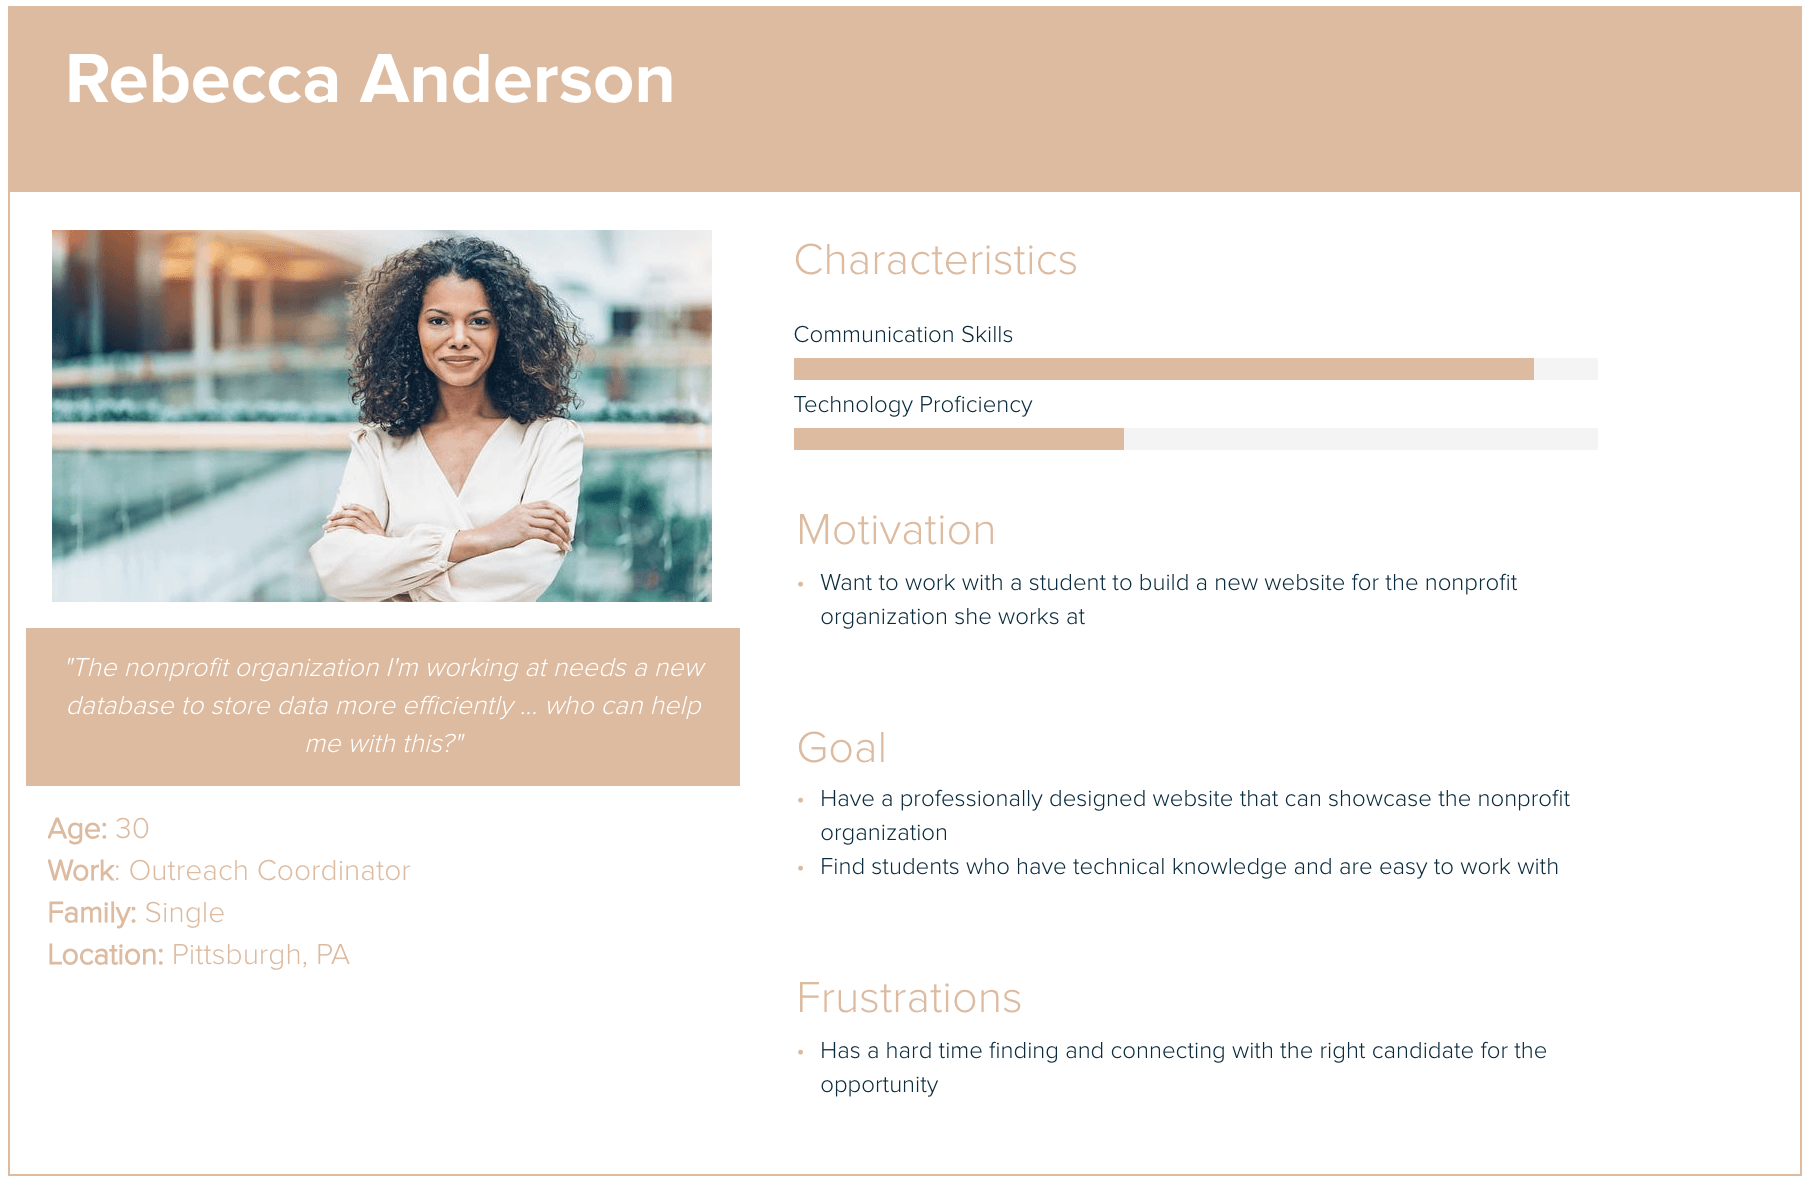 Rebecca Anderson
"The nonprofit organization I'm working at needs a new
database to store data more efficiently ... who can help
me with this?"
Age: 30
Work: Outreach Coordinator
Family: Single
Location: Pittsburgh, PA
Characteristics
Communication Skills
Technology Proficiency
Motivation
• Want to work with a student to build a new website for the nonprofit
organization she works at
Goal
• Have a professionally designed website that can showcase the nonprofit
organization
• Find students who have technical knowledge and are easy to work with
Frustrations
• Has a hard time finding and connecting with the right candidate for the
opportunity